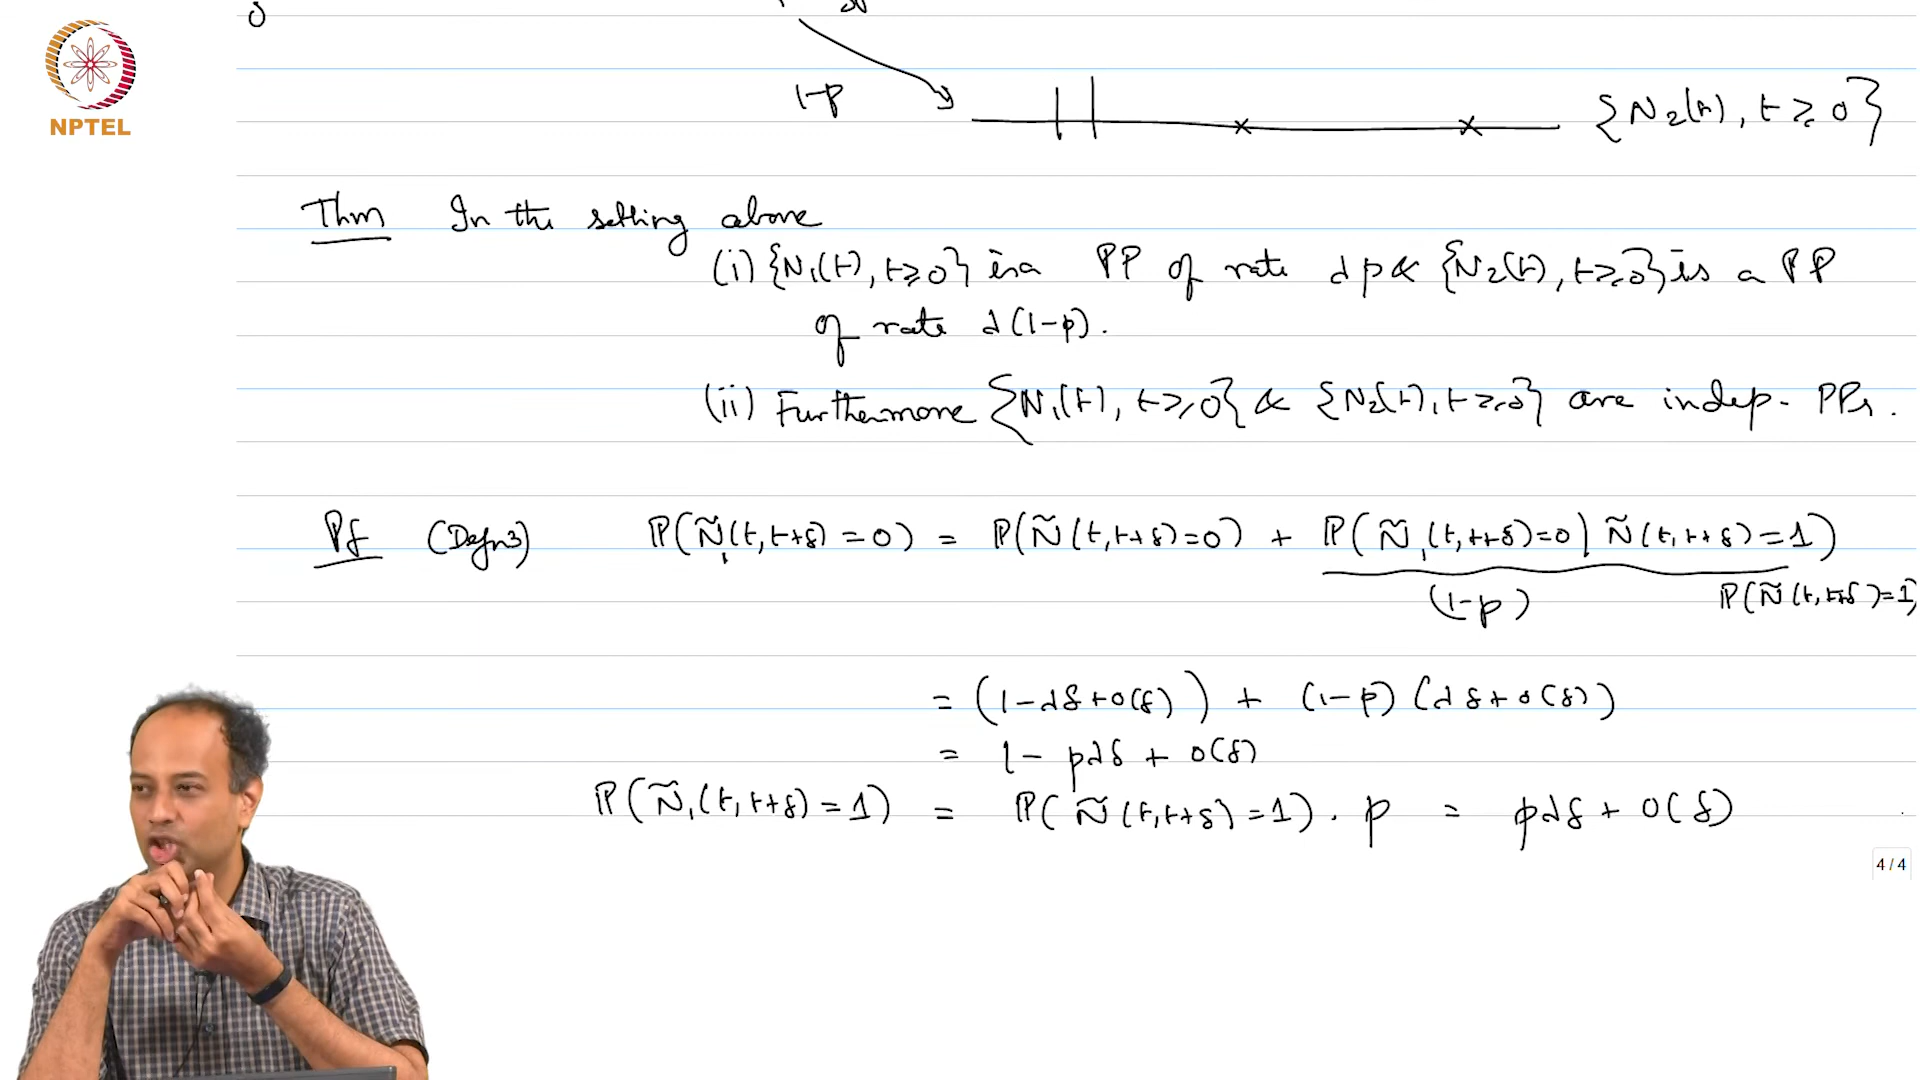 NPTEL
1-p {N₂(t), t ≥ 0}
Thm In the setting above
(i) {N₁(t), t ≥ 0} is a PP of rate λp & {N₂(t), t ≥ 0} is a PP
of rate λ(1-p).
(ii) Furthermore {N₁(t), t ≥ 0} & {N₂(t), t ≥ 0} are indep. PPs.
Pf (Defn 3) ℙ(Ñ₁(t, t+δ) = 0) = ℙ(Ñ(t, t+δ) = 0) + ℙ(Ñ₁(t, t+δ) = 0 | Ñ(t, t+δ) = 1)
(1-p) ℙ(Ñ(t, t+δ) = 1)
= (1-λδ+o(δ)) + (1-p) (λδ+o(δ))
= 1 - pλδ + o(δ)
ℙ(Ñ₁(t, t+δ) = 1) = ℙ(Ñ(t, t+δ) = 1) . p = pλδ + o(δ)
4 / 4